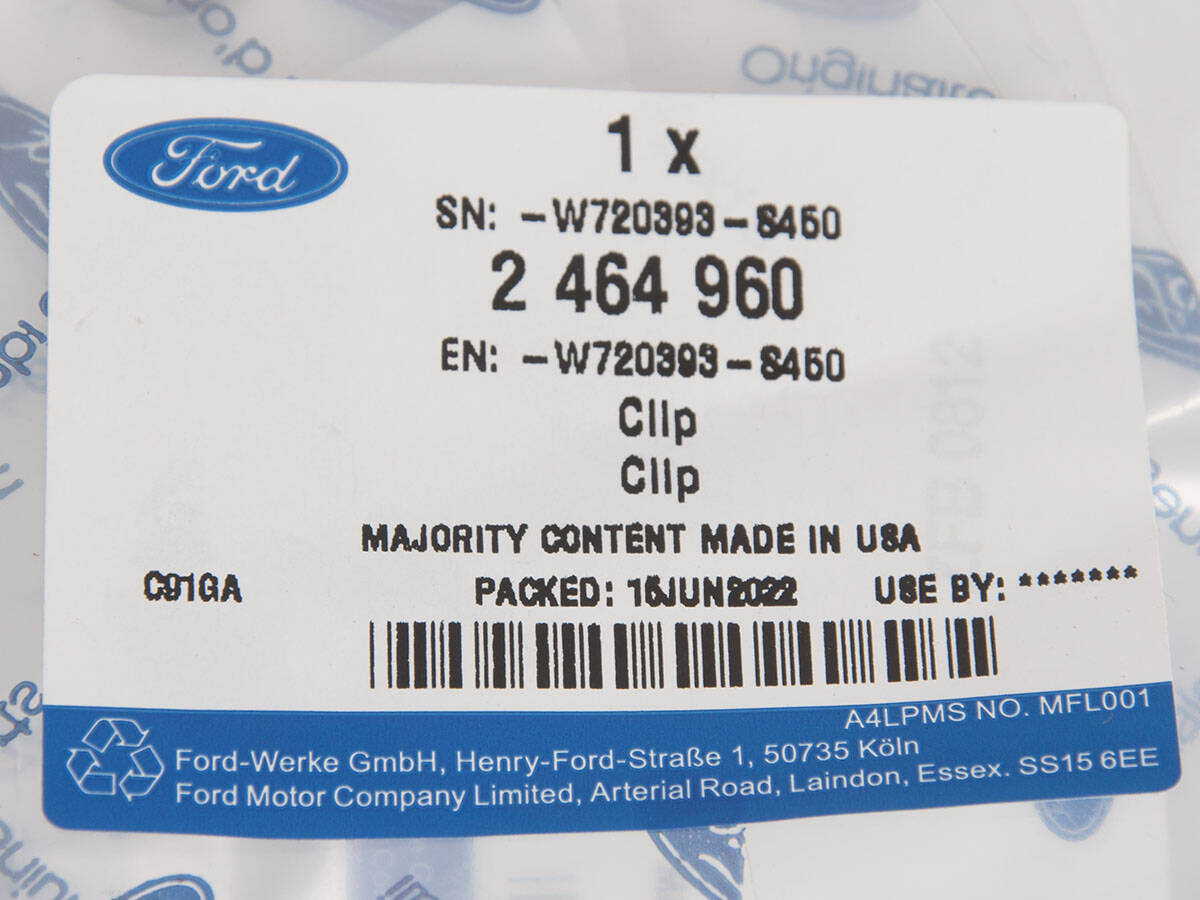 Ford
1 x
SN: -W720393-S450
2 464 960
EN: -W720393-S450
Clip
Clip
MAJORITY CONTENT MADE IN USA
C91GA PACKED: 15JUN2022 USE BY: *******
A4LPMS NO. MFL001
Ford-Werke GmbH, Henry-Ford-Straße 1, 50735 Köln
Ford Motor Company Limited, Arterial Road, Laindon, Essex. SS15 6EE